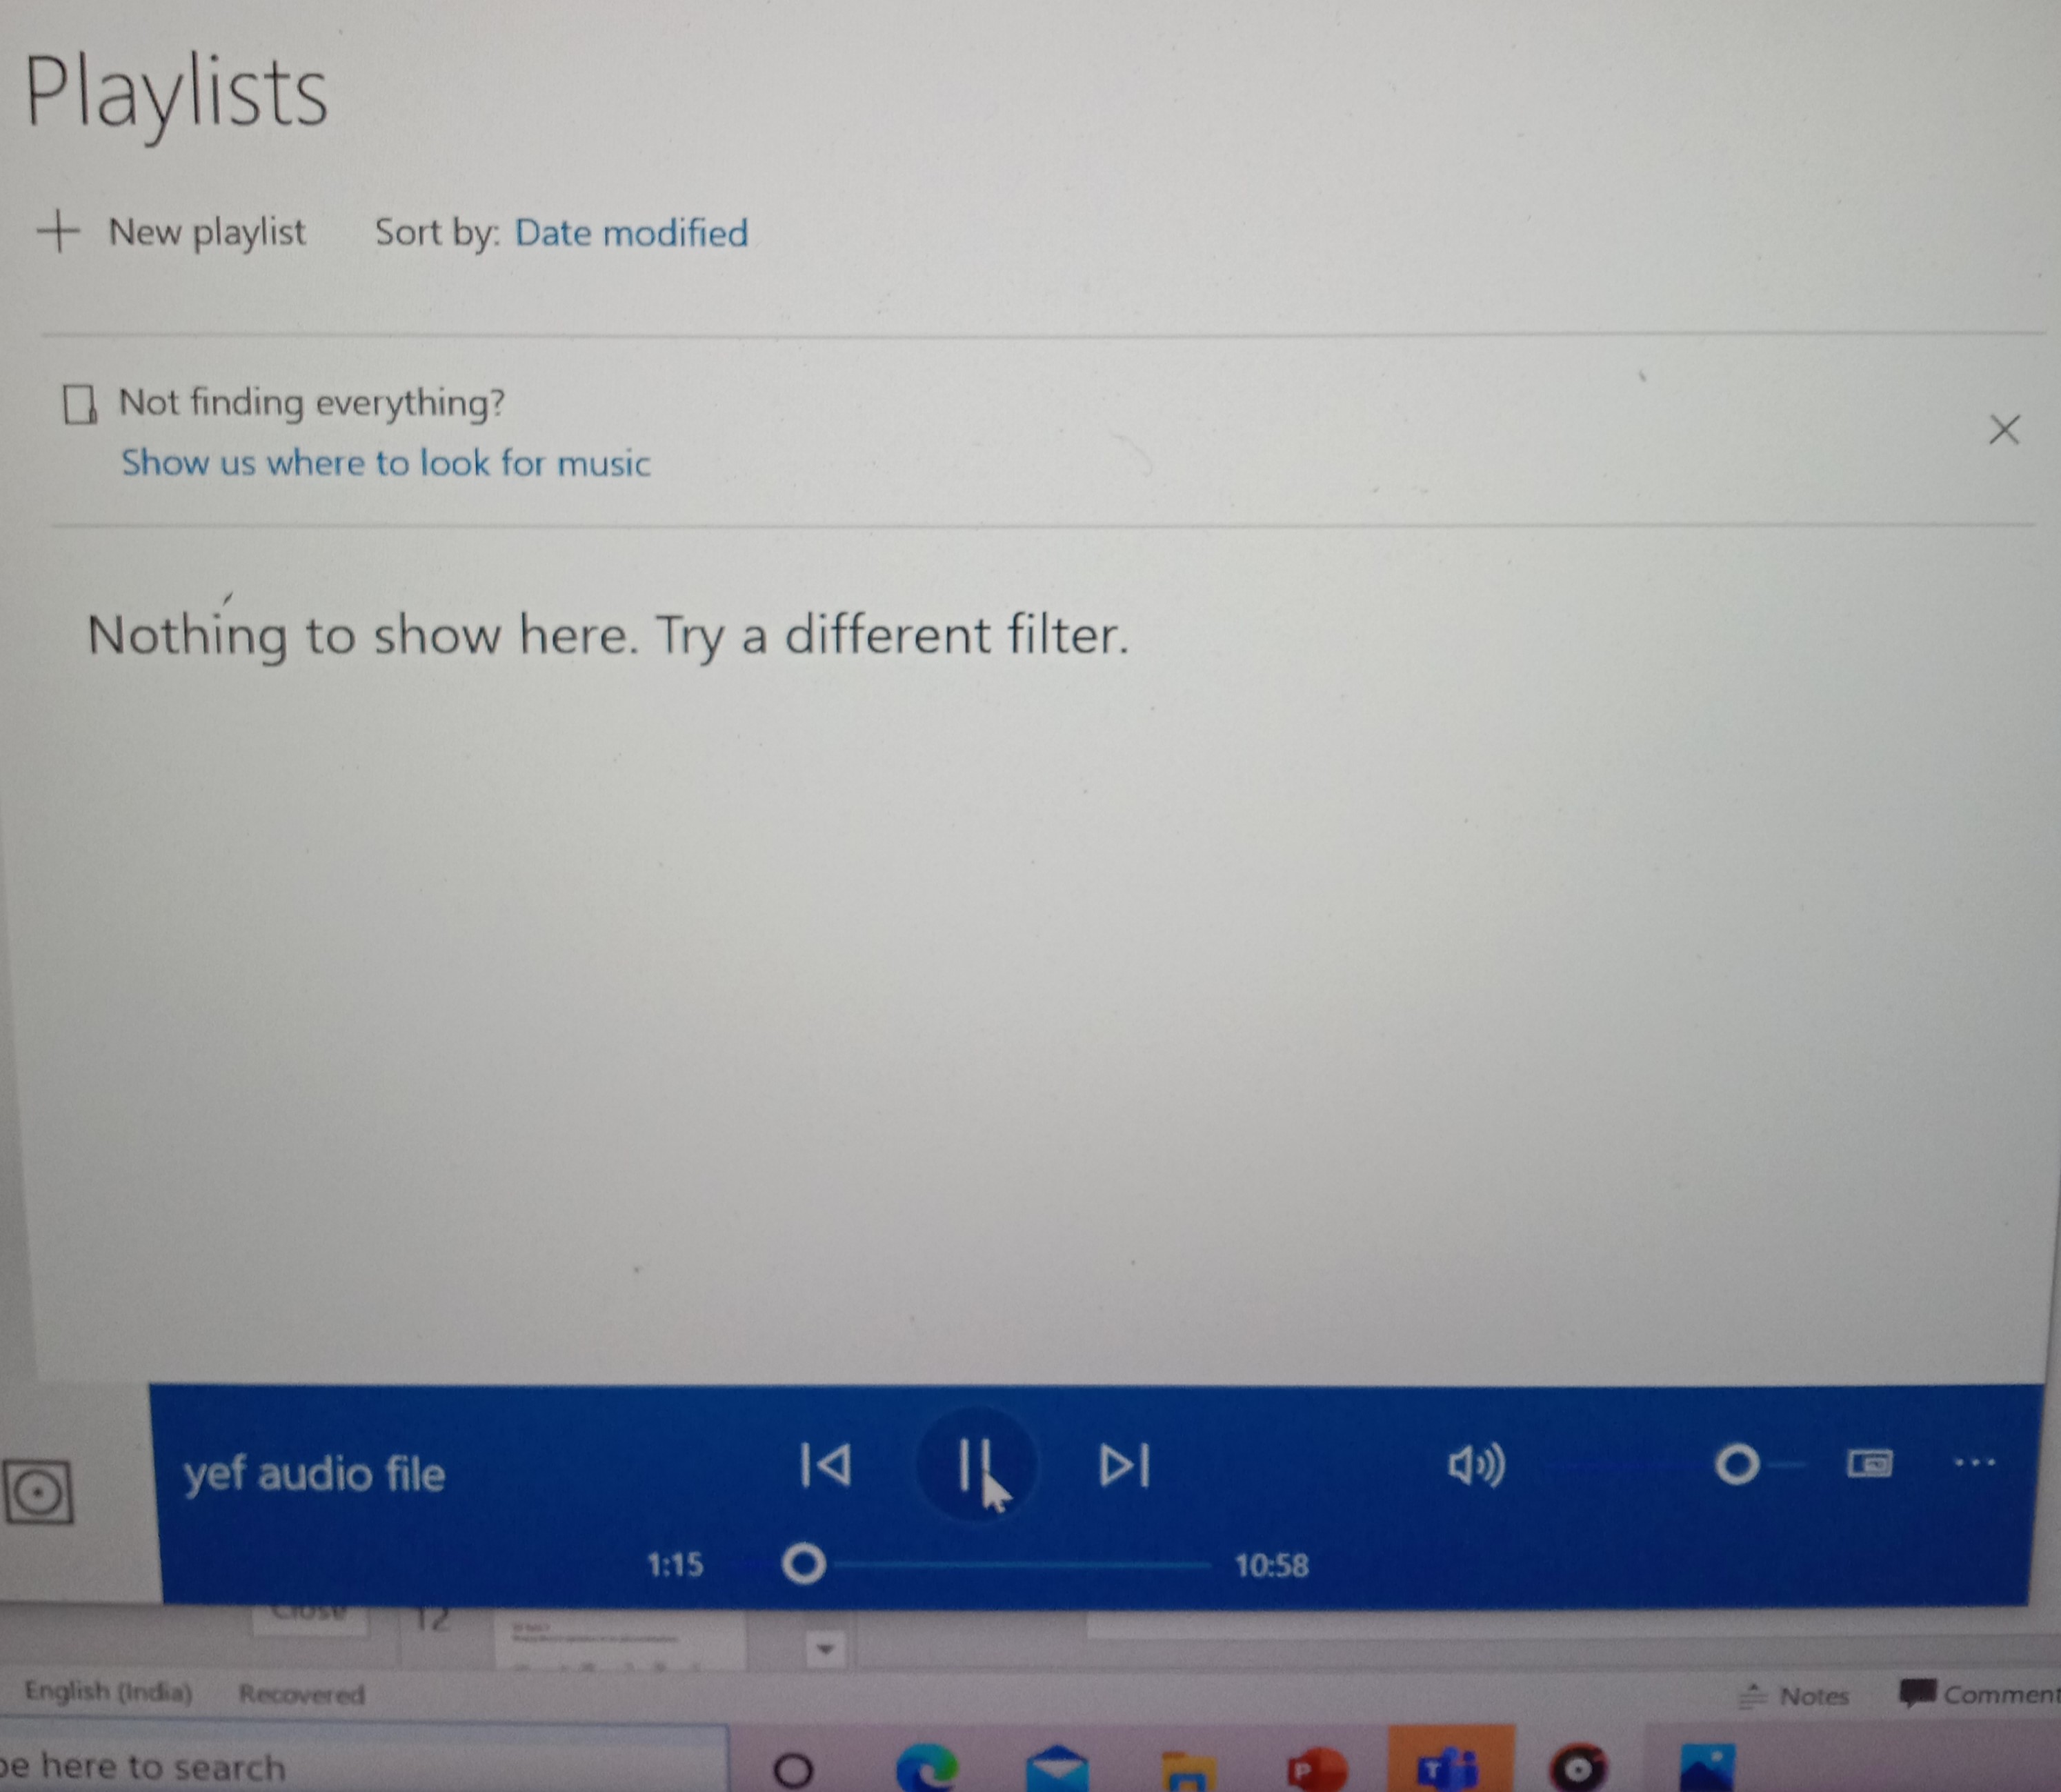 Playlists
New playlist Sort by: Date modified
Not finding everything?
Show us where to look for music
Nothing to show here. Try a different filter.
yef audio file
1:15 10:58
Close 12
English (India) Recovered Notes Comment
pe here to search
P T